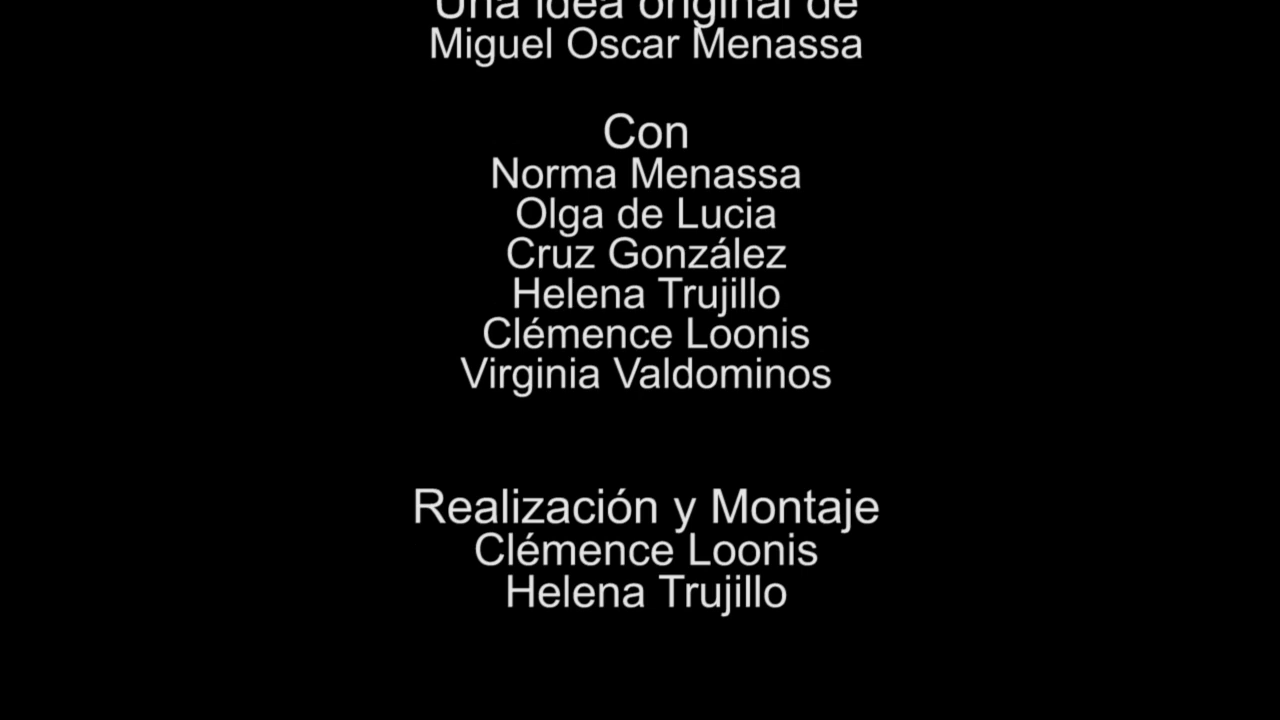 Una idea original de
Miguel Oscar Menassa
Con
Norma Menassa
Olga de Lucia
Cruz González
Helena Trujillo
Clémence Loonis
Virginia Valdominos
Realización y Montaje
Clémence Loonis
Helena Trujillo